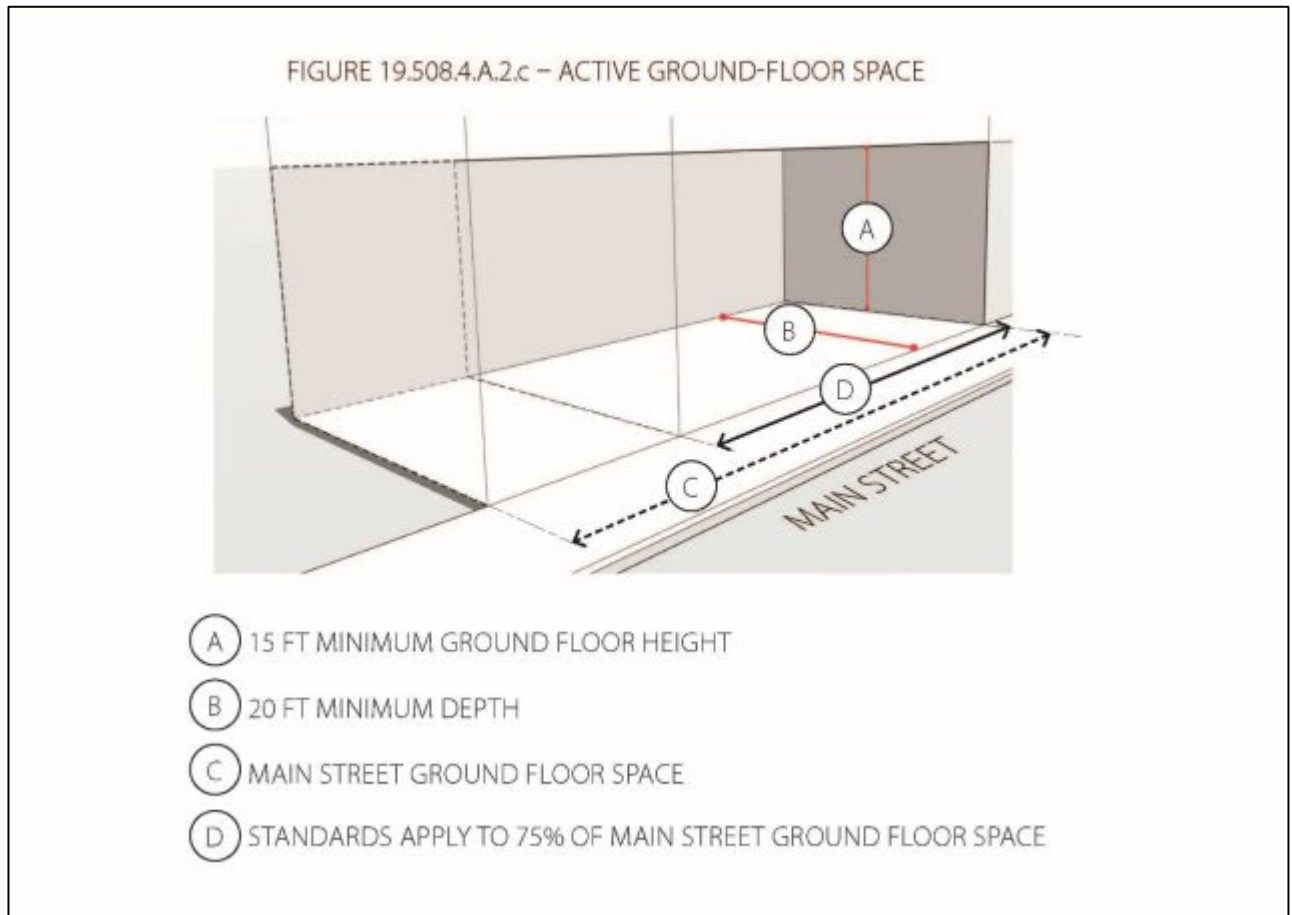 FIGURE 19.508.4.A.2.c – ACTIVE GROUND-FLOOR SPACE
A
B
D
C
MAIN STREET
A 15 FT MINIMUM GROUND FLOOR HEIGHT
B 20 FT MINIMUM DEPTH
C MAIN STREET GROUND FLOOR SPACE
D STANDARDS APPLY TO 75% OF MAIN STREET GROUND FLOOR SPACE